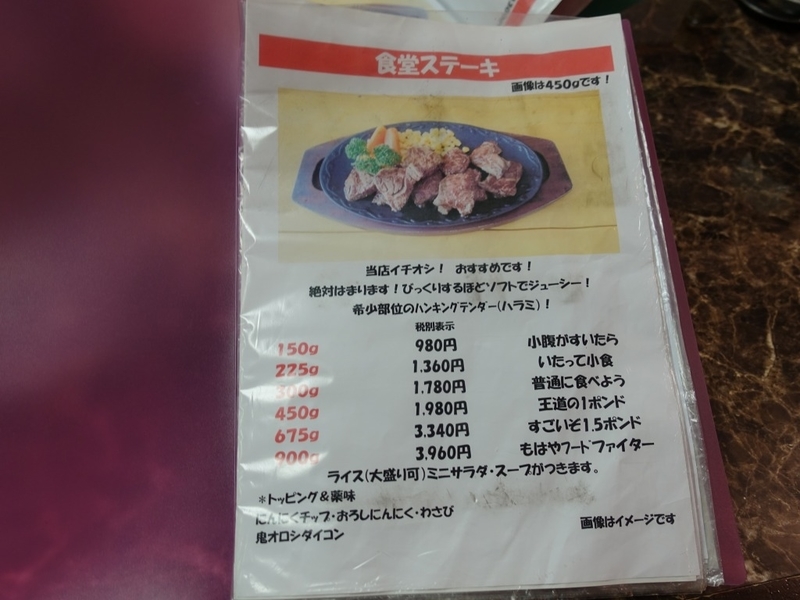 食堂ステーキ
画像は450gです!
当店イチオシ! おすすめです!
絶対はまります!びっくりするほどソフトでジューシー!
希少部位のハンキングテンダー(ハラミ)!
税別表示
150g 980円 小腹がすいたら
225g 1.360円 いたって小食
300g 1.780円 普通に食べよう
450g 1.980円 王道の1ポンド
675g 3.340円 すごいぞ1.5ポンド
900g 3.960円 もはやフードファイター
ライス(大盛り可)ミニサラダ・スープがつきます。
*トッピング&薬味
にんにくチップ・おろしにんにく・わさび
鬼オロシダイコン
画像はイメージです